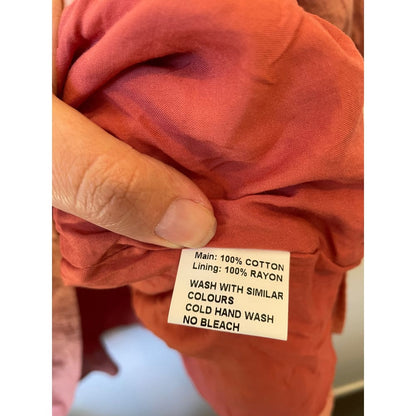 Main: 100% COTTON
Lining: 100% RAYON
WASH WITH SIMILAR
COLOURS
COLD HAND WASH
NO BLEACH